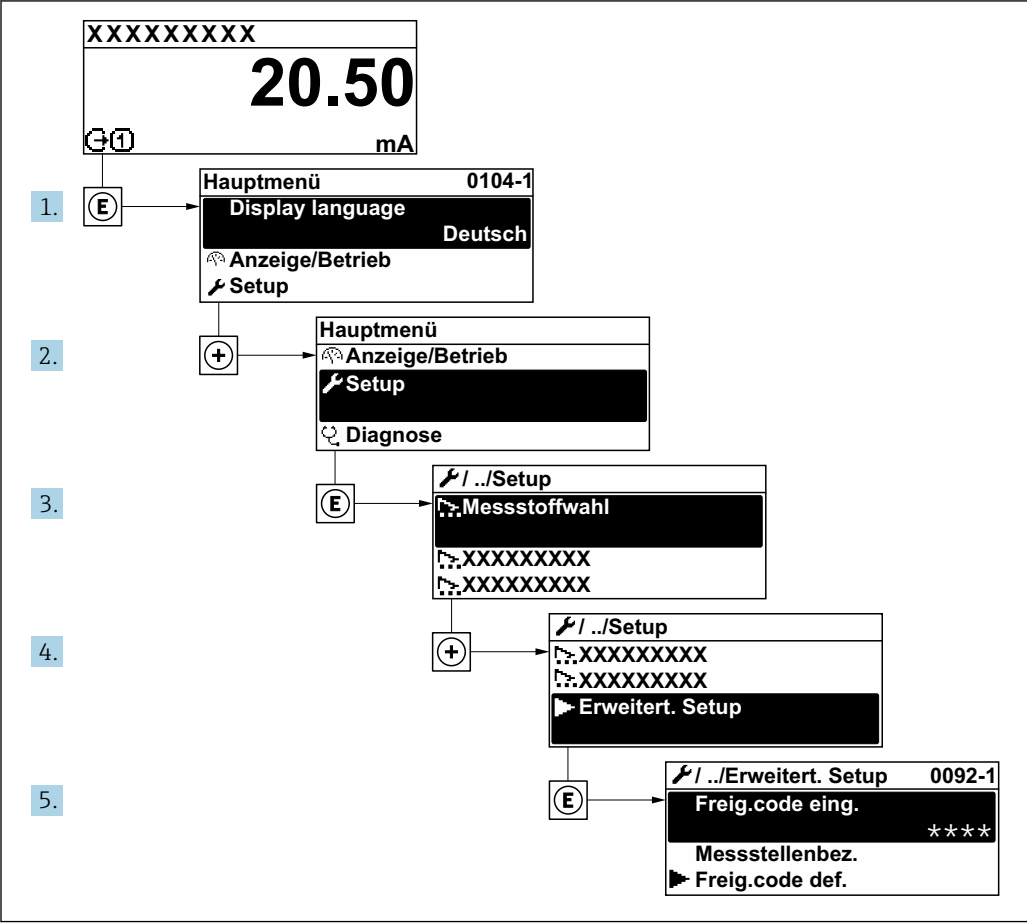 XXXXXXXXX
20.50
1 mA
1. E
Hauptmenü 0104-1
Display language
Deutsch
Anzeige/Betrieb
Setup
2. +
Hauptmenü
Anzeige/Betrieb
Setup
Diagnose
3. E
/ ../Setup
Messstoffwahl
XXXXXXXXX
XXXXXXXXX
4. +
/ ../Setup
XXXXXXXXX
XXXXXXXXX
Erweitert. Setup
5. E
/ ../Erweitert. Setup 0092-1
Freig.code eing.
****
Messstellenbez.
Freig.code def.